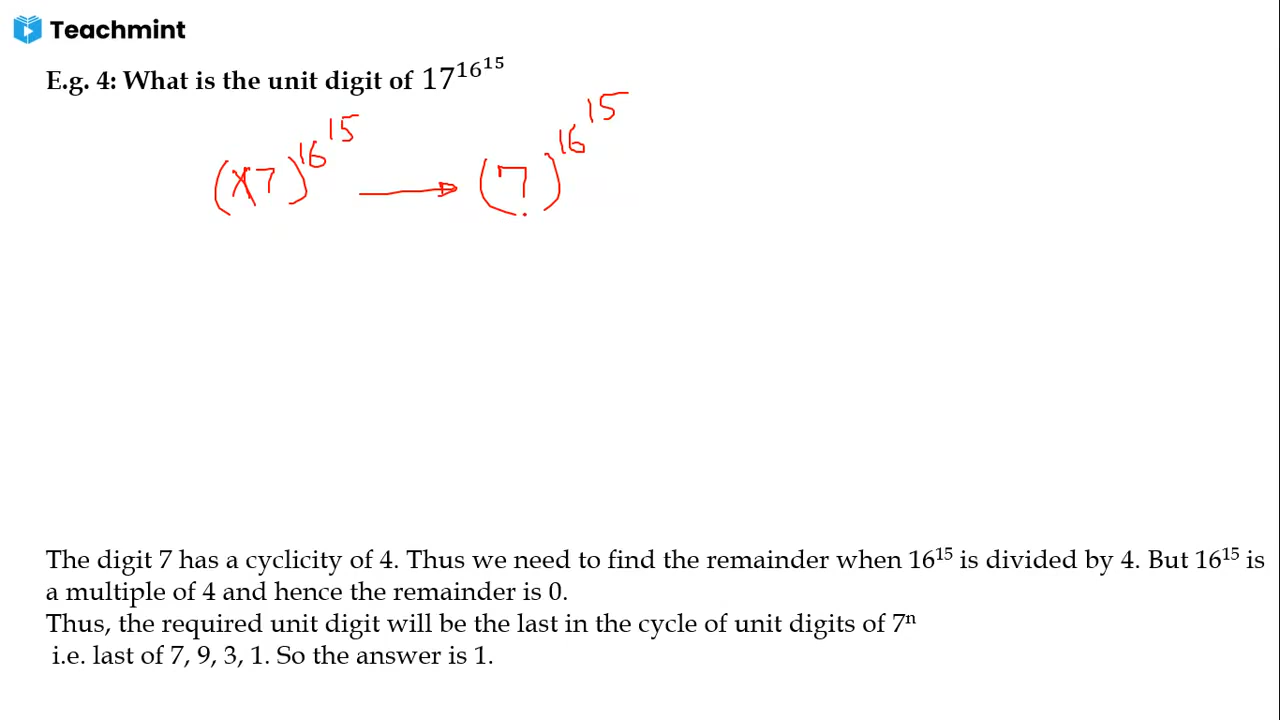 Teachmint
E.g. 4: What is the unit digit of 17^16^15
(17)^16^15 → (7)^16^15
The digit 7 has a cyclicity of 4. Thus we need to find the remainder when 16^15 is divided by 4. But 16^15 is
a multiple of 4 and hence the remainder is 0.
Thus, the required unit digit will be the last in the cycle of unit digits of 7^n
i.e. last of 7, 9, 3, 1. So the answer is 1.